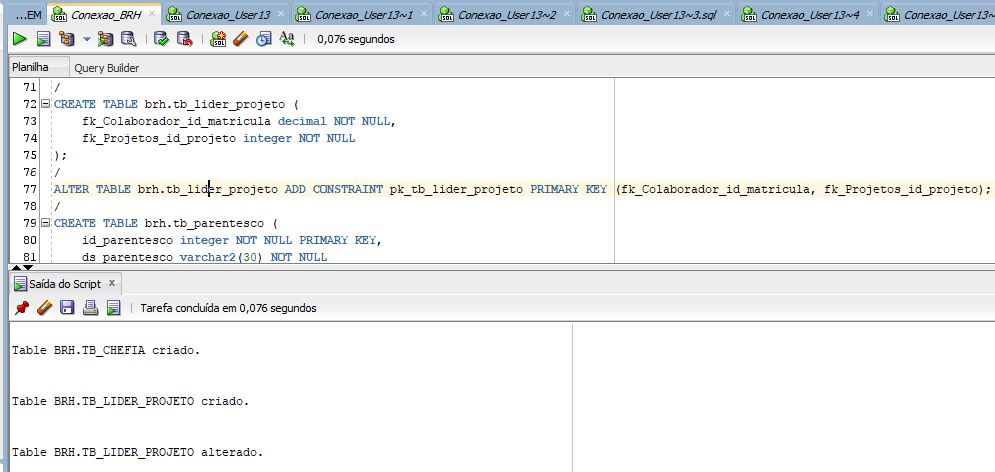 ...EM Conexao_BRH Conexao_User13 Conexao_User13~1 Conexao_User13~2 Conexao_User13~3.sql Conexao_User13~4 Conexao_User13~
0,076 segundos
Planilha Query Builder
71 /
72 CREATE TABLE brh.tb_lider_projeto (
73 fk_Colaborador_id_matricula decimal NOT NULL,
74 fk_Projetos_id_projeto integer NOT NULL
75 );
76 /
77 ALTER TABLE brh.tb_lider_projeto ADD CONSTRAINT pk_tb_lider_projeto PRIMARY KEY (fk_Colaborador_id_matricula, fk_Projetos_id_projeto);
78 /
79 CREATE TABLE brh.tb_parentesco (
80 id_parentesco integer NOT NULL PRIMARY KEY,
81 ds_parentesco varchar2(30) NOT NULL
Saída do Script x
Tarefa concluída em 0,076 segundos
Table BRH.TB_CHEFIA criado.
Table BRH.TB_LIDER_PROJETO criado.
Table BRH.TB_LIDER_PROJETO alterado.